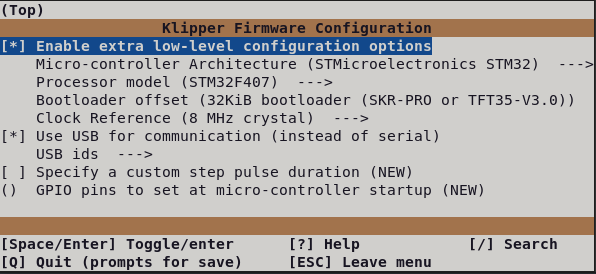 (Top)
Klipper Firmware Configuration
[*] Enable extra low-level configuration options
Micro-controller Architecture (STMicroelectronics STM32)  --->
Processor model (STM32F407)  --->
Bootloader offset (32KiB bootloader (SKR-PRO or TFT35-V3.0))
Clock Reference (8 MHz crystal)  --->
[*] Use USB for communication (instead of serial)
USB ids  --->
[ ] Specify a custom step pulse duration (NEW)
()  GPIO pins to set at micro-controller startup (NEW)
[Space/Enter] Toggle/enter      [?] Help            [/] Search
[Q] Quit (prompts for save)     [ESC] Leave menu